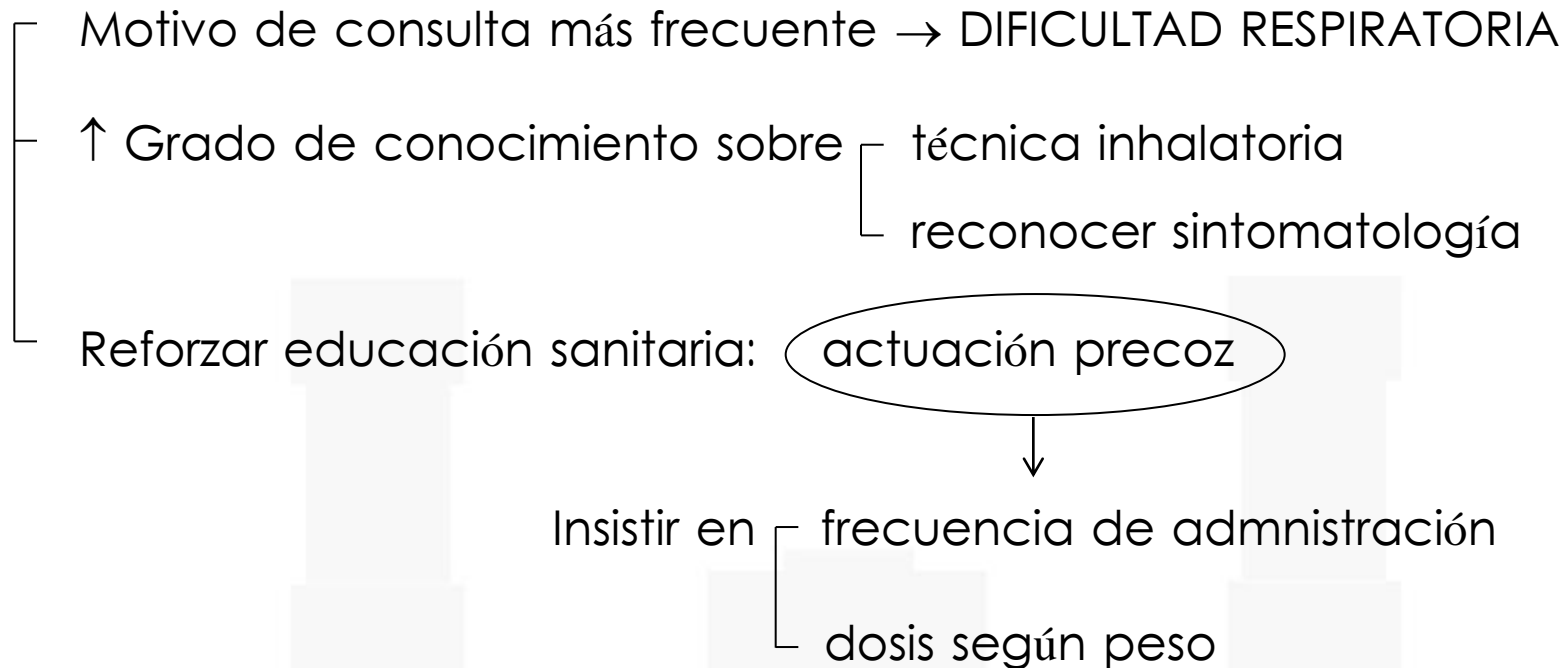 Motivo de consulta más frecuente → DIFICULTAD RESPIRATORIA
↑ Grado de conocimiento sobre técnica inhalatoria
reconocer sintomatología
Reforzar educación sanitaria: actuación precoz
Insistir en frecuencia de admnistración
dosis según peso